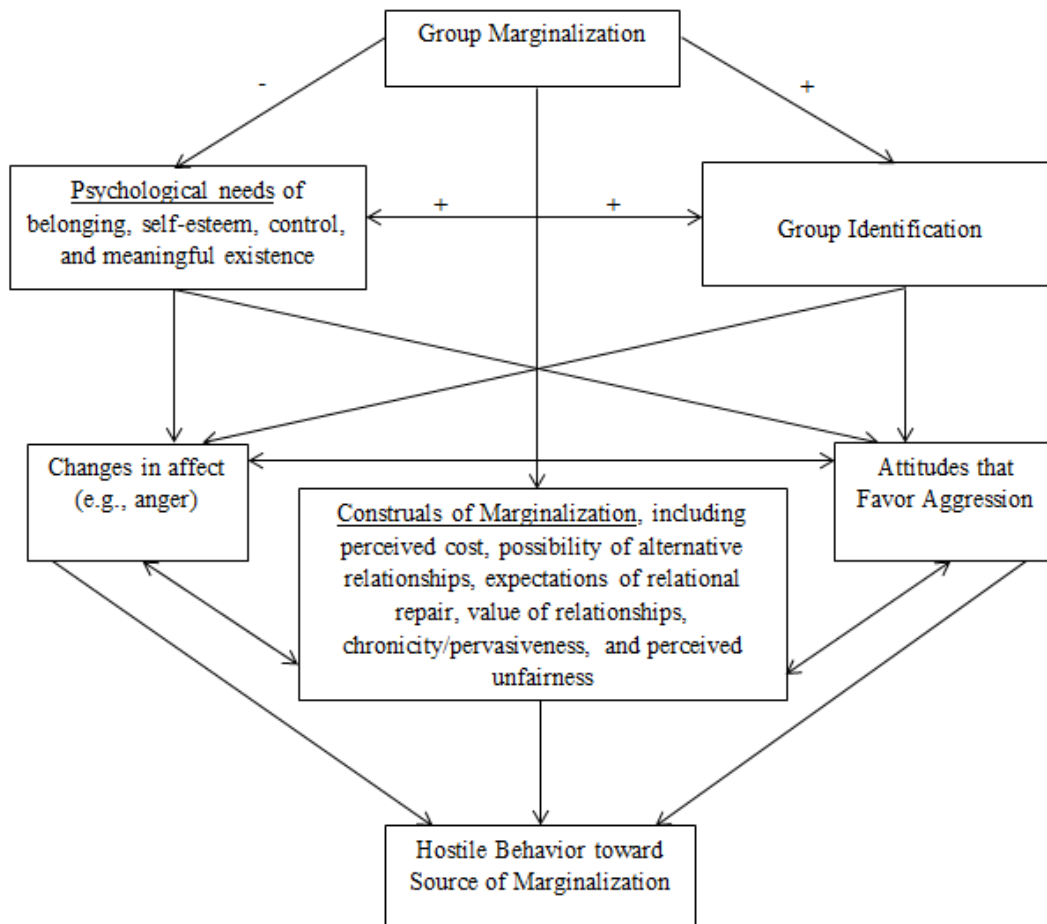 Group Marginalization
-
+
Psychological needs of
belonging, self-esteem, control,
and meaningful existence
+
+
Group Identification
Changes in affect
(e.g., anger)
Attitudes that
Favor Aggression
Construals of Marginalization, including
perceived cost, possibility of alternative
relationships, expectations of relational
repair, value of relationships,
chronicity/pervasiveness, and perceived
unfairness
Hostile Behavior toward
Source of Marginalization